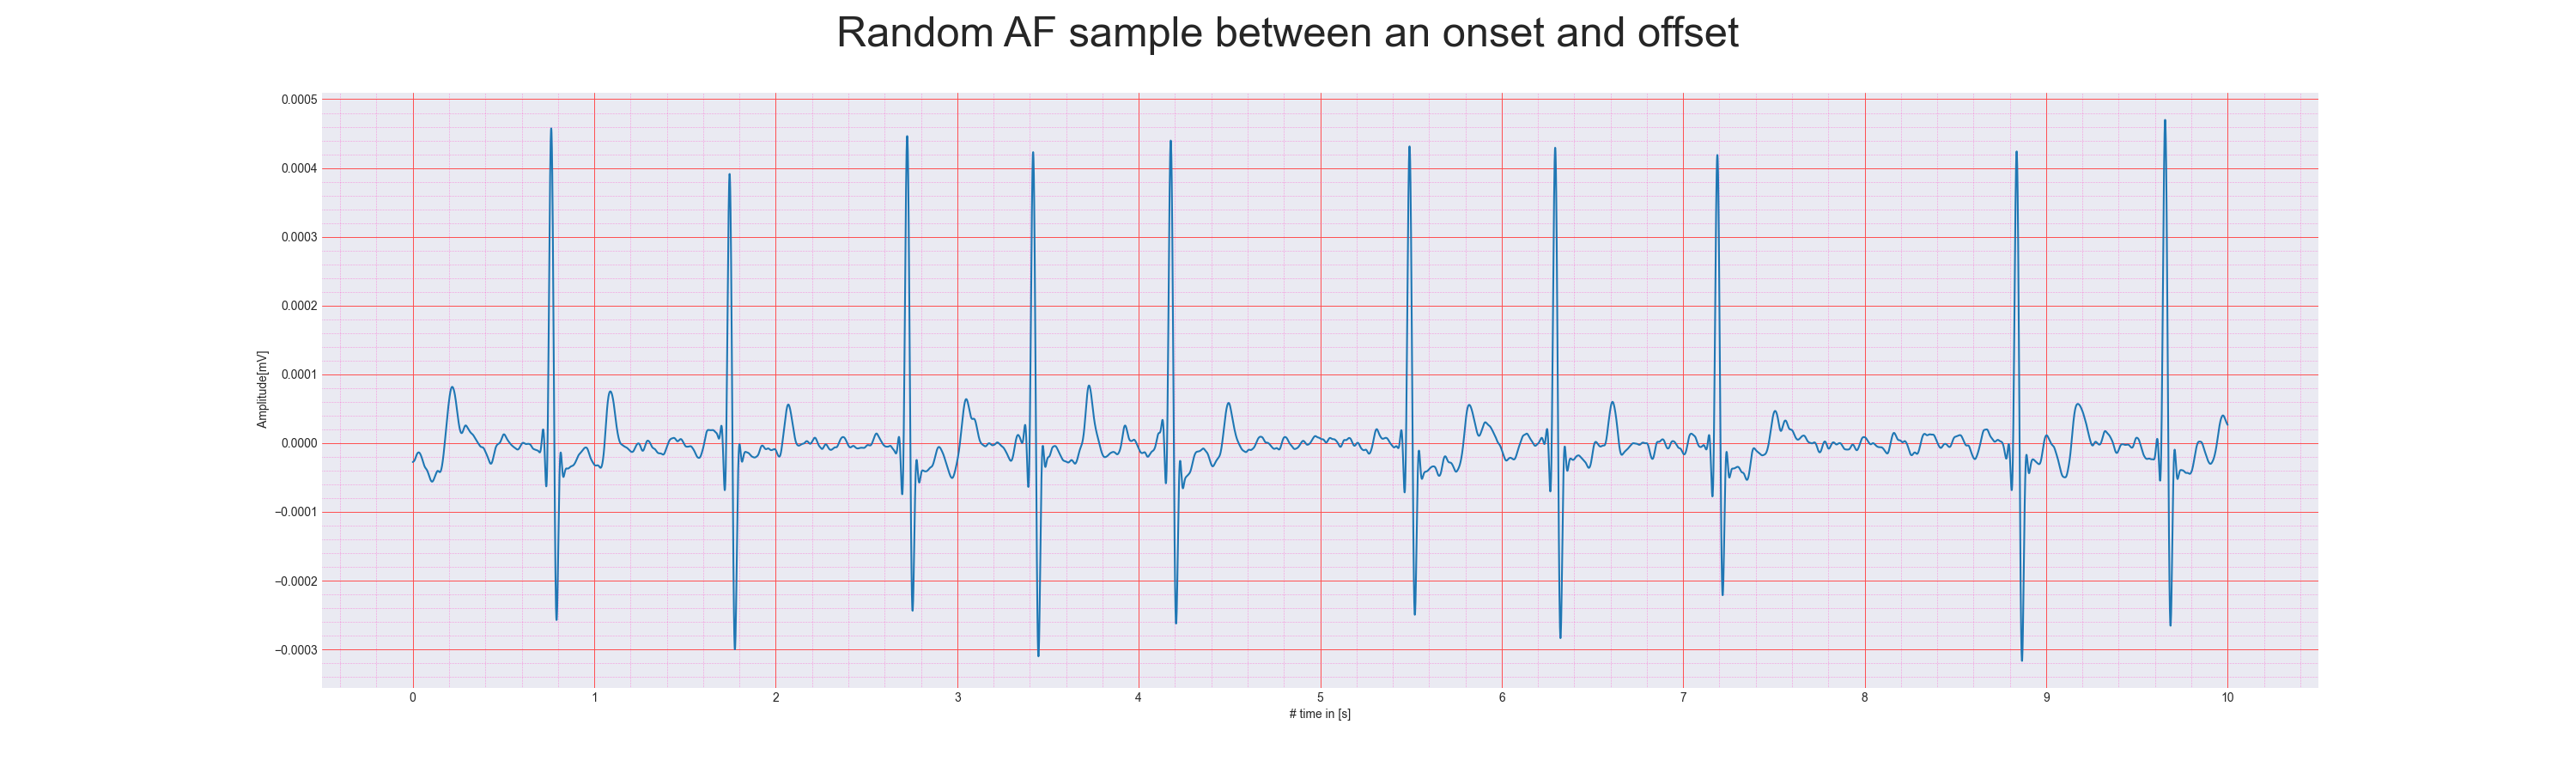 Random AF sample between an onset and offset
0.0005
0.0004
0.0003
0.0002
0.0001
0.0000
−0.0001
−0.0002
−0.0003
Amplitude[mV]
0 1 2 3 4 5 6 7 8 9 10
# time in [s]